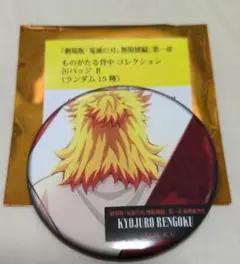 『劇場版「鬼滅の刃」無限城編』第一章
ものがたる背中 コレクション
缶バッジ B
(ランダム15種)
KYOJURO RENGOKU